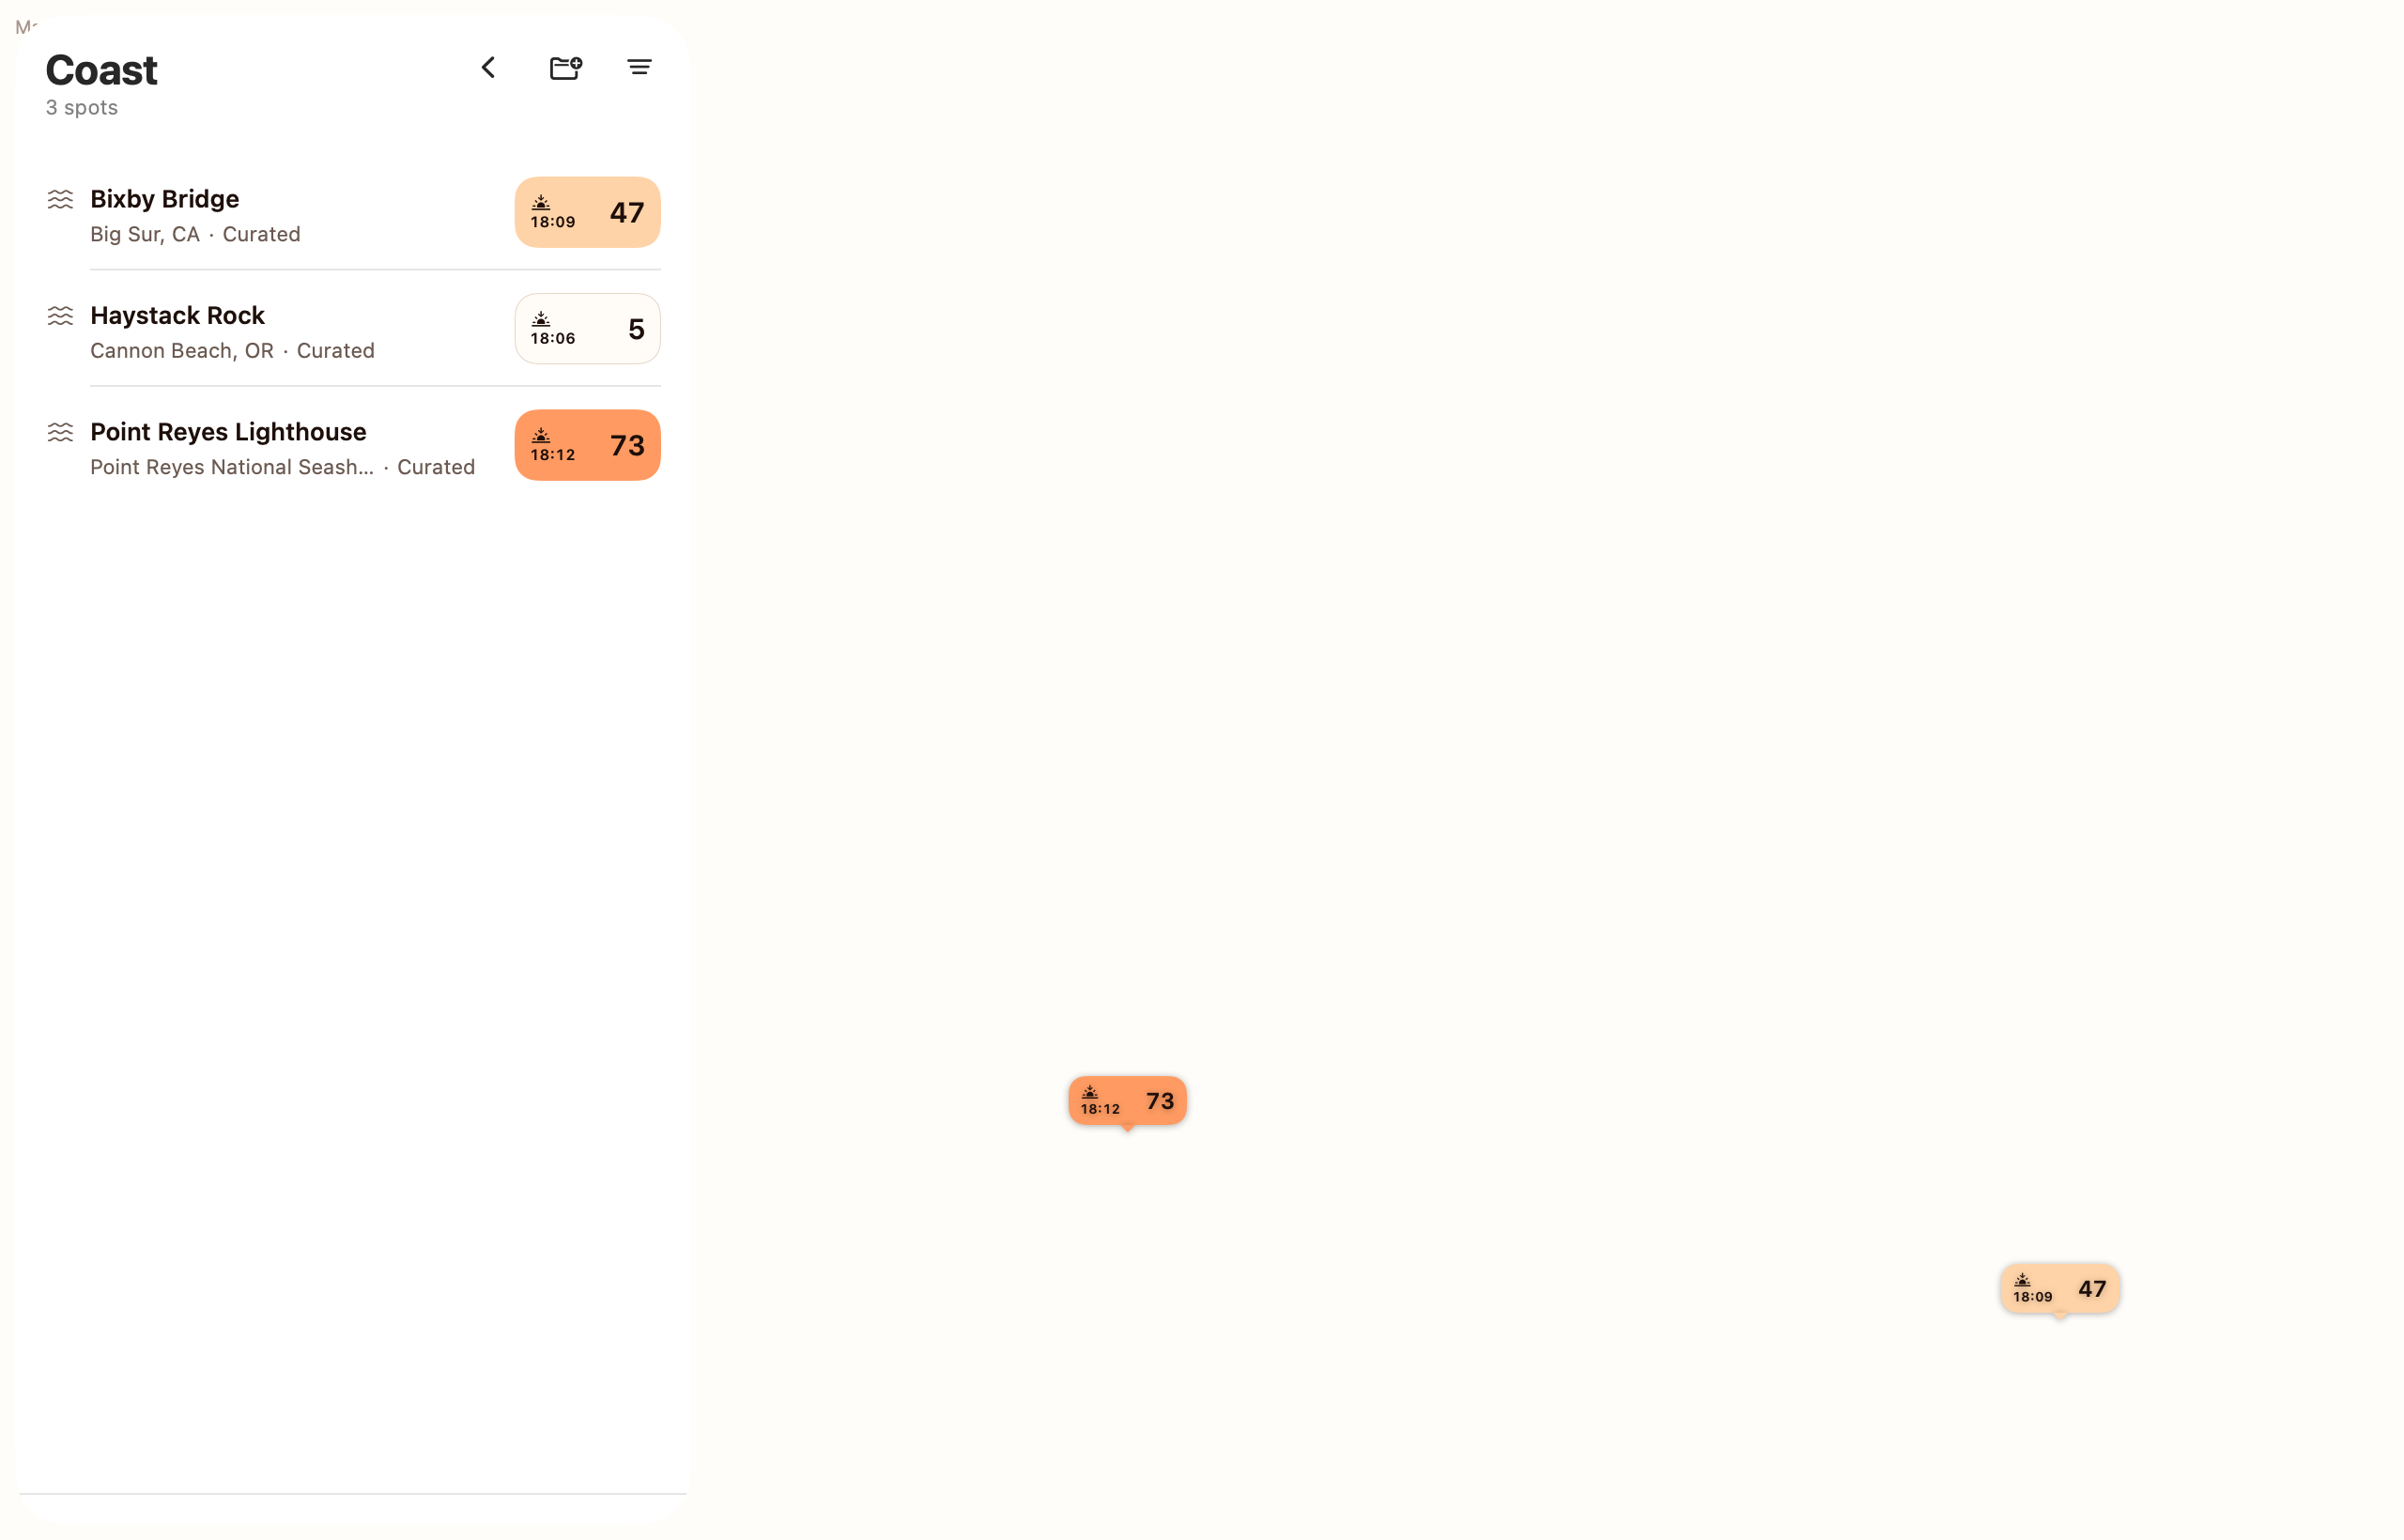 Coast
3 spots
Bixby Bridge
Big Sur, CA · Curated
18:09
47
Haystack Rock
Cannon Beach, OR · Curated
18:06
5
Point Reyes Lighthouse
Point Reyes National Seash... · Curated
18:12
73
18:12
73
18:09
47